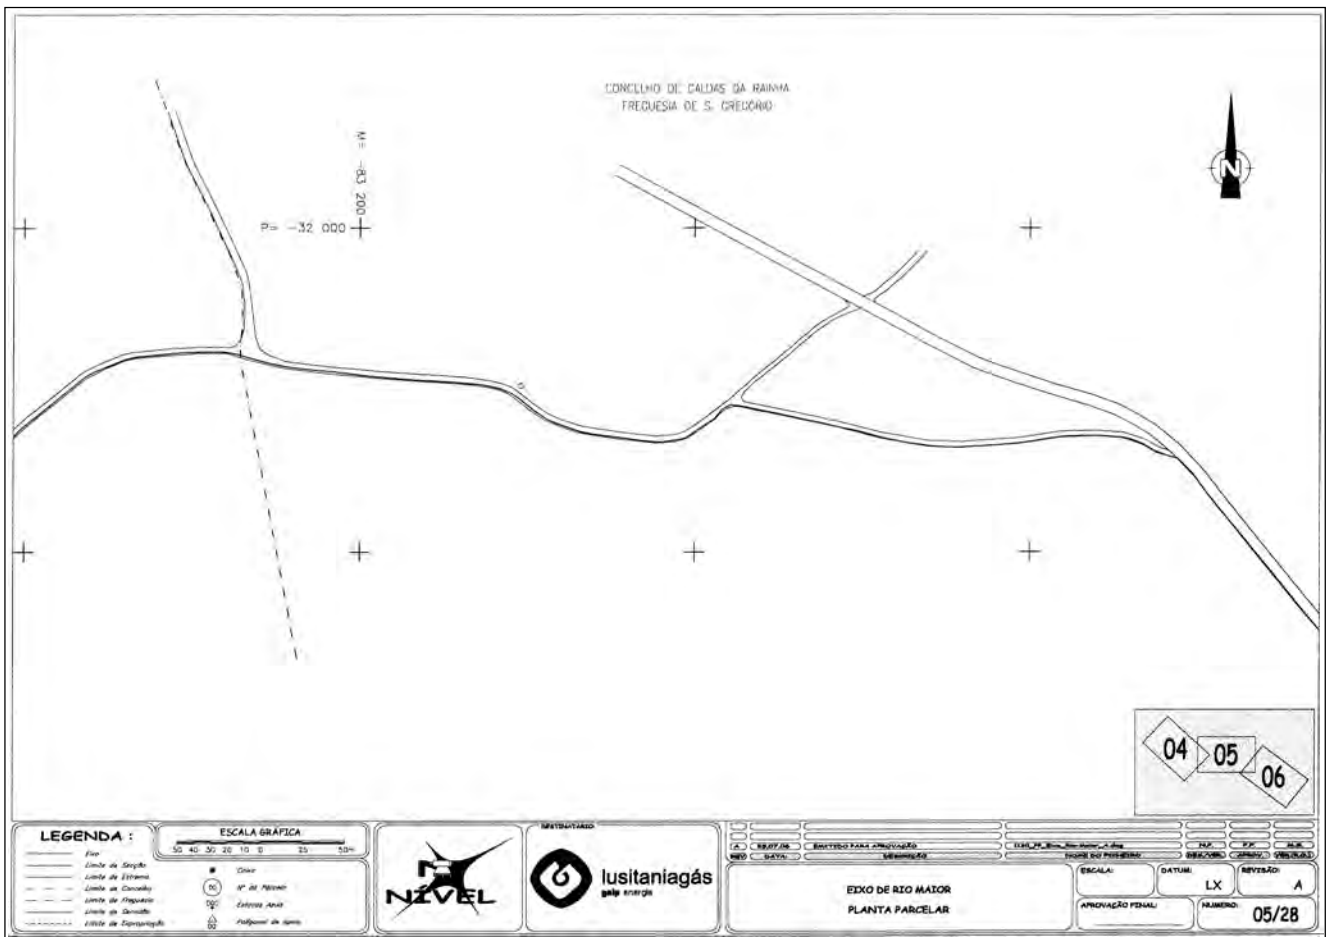 CONCELHO DE CALDAS DA RAINHA
FREGUESIA DE S. GREGÓRIO
M= -83 200
P= -32 000
N
04
05
06
LEGENDA :
Eixo
Limite de Secção
Limite de Estrema
Limite de Concelho
Limite de Freguesia
Limite de Servidão
Limite de Expropriação
ESCALA GRÁFICA
50 40 30 20 10 0 25 50m
Nº de Parcela
Poligonal de Apoio
N
NÍVEL
DESTINATÁRIO:
lusitaniagás
galp energia
A
EMITIDO PARA APROVAÇÃO
REV
DATA:
DESCRIÇÃO
NOME DO FICHEIRO
EIXO DE RIO MAIOR
PLANTA PARCELAR
ESCALA:
DATUM:
LX
REVISÃO:
A
APROVAÇÃO FINAL:
NUMERO:
05/28